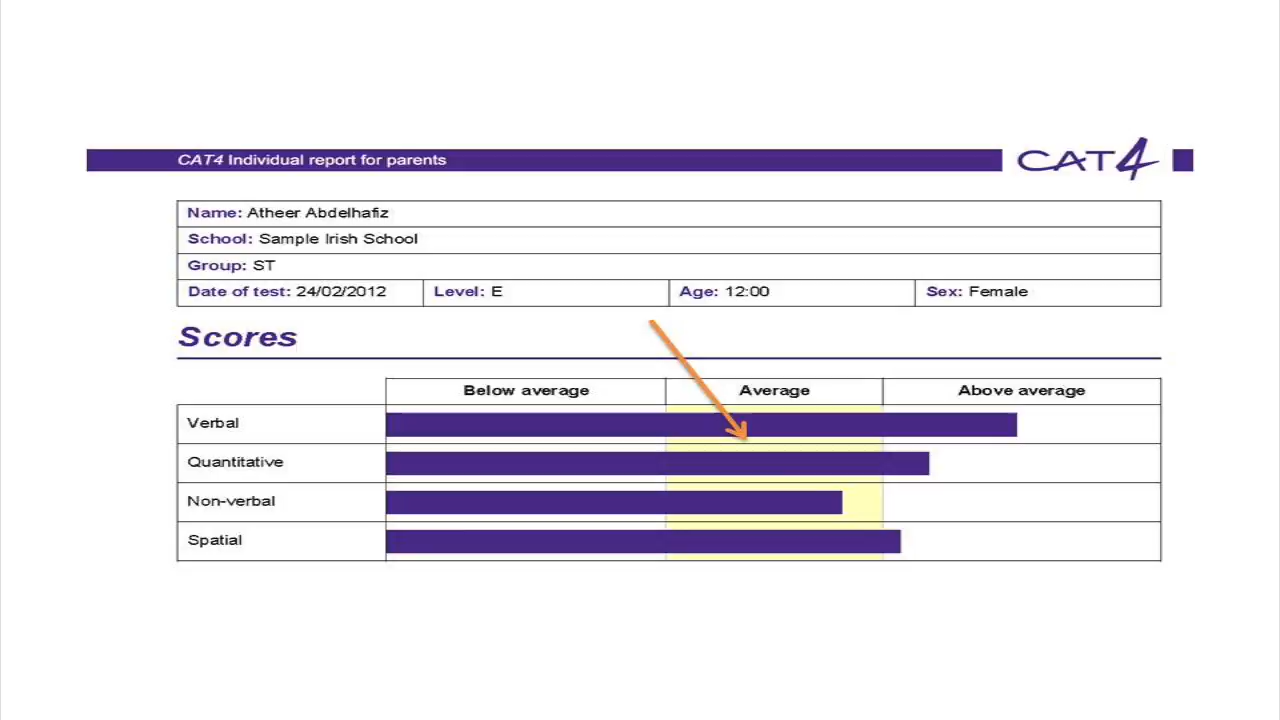 CAT4 Individual report for parents
CAT4
Name: Atheer Abdelhafiz
School: Sample Irish School
Group: ST
Date of test: 24/02/2012 Level: E Age: 12:00 Sex: Female
Scores
Below average Average Above average
Verbal
Quantitative
Non-verbal
Spatial